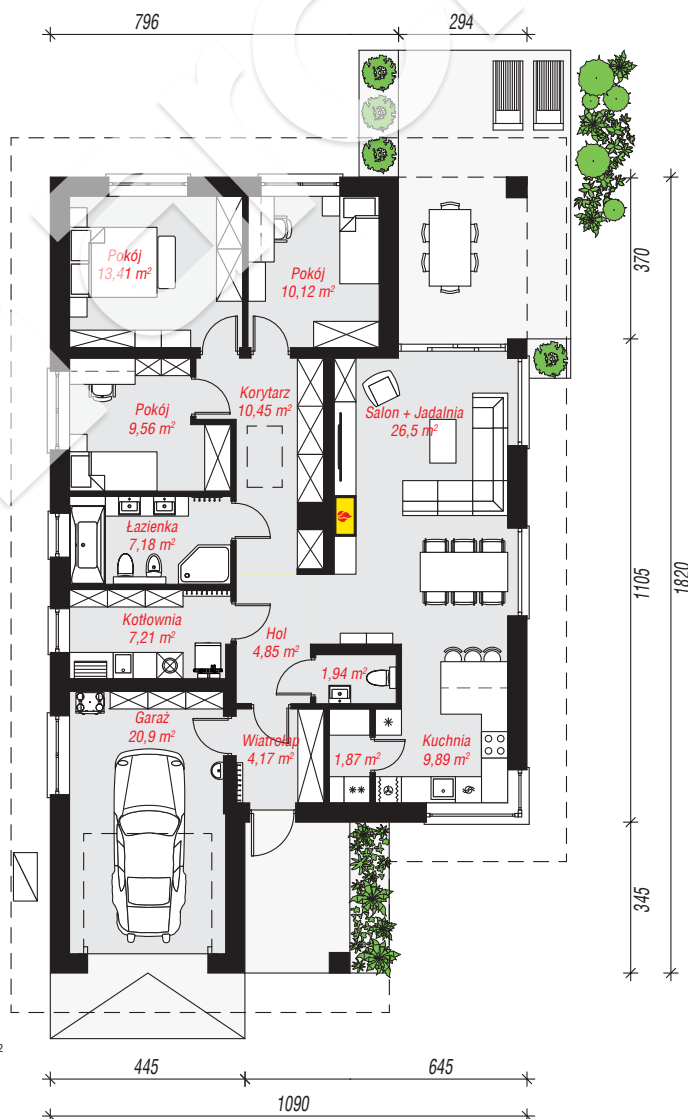 796
294
Pokój
13,41 m²
Pokój
10,12 m²
370
Pokój
9,56 m²
Korytarz
10,45 m²
Salon + Jadalnia
26,5 m²
Łazienka
7,18 m²
1105
1820
Kotłownia
7,21 m²
Hol
4,85 m²
1,94 m²
Garaż
20,9 m²
Wiatrołap
4,17 m²
1,87 m²
Kuchnia
9,89 m²
345
2
445
645
1090